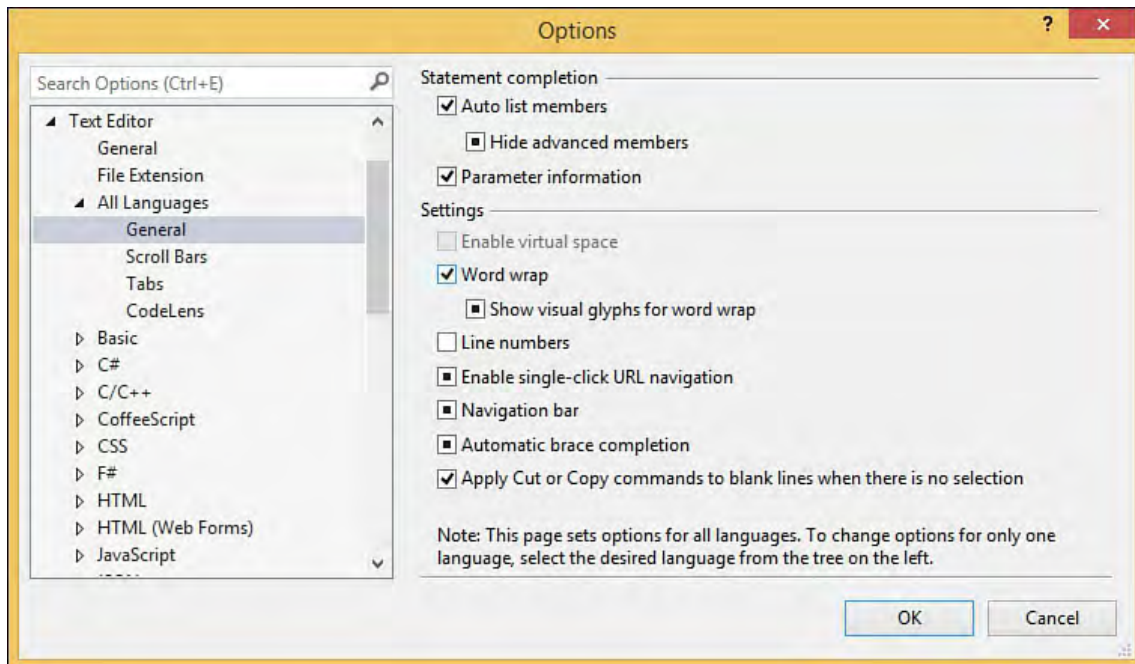 Options
?
Search Options (Ctrl+E)
Text Editor
General
File Extension
All Languages
General
Scroll Bars
Tabs
CodeLens
Basic
C#
C/C++
CoffeeScript
CSS
F#
HTML
HTML (Web Forms)
JavaScript
Statement completion
Auto list members
Hide advanced members
Parameter information
Settings
Enable virtual space
Word wrap
Show visual glyphs for word wrap
Line numbers
Enable single-click URL navigation
Navigation bar
Automatic brace completion
Apply Cut or Copy commands to blank lines when there is no selection
Note: This page sets options for all languages. To change options for only one
language, select the desired language from the tree on the left.
OK
Cancel